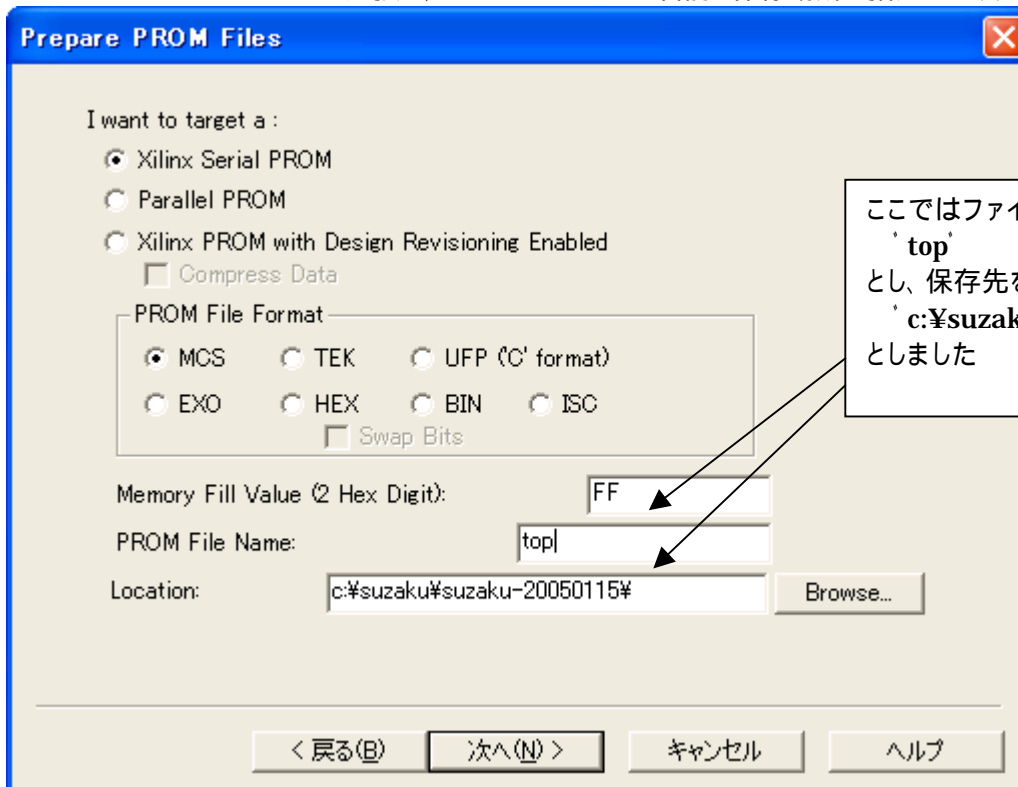 Prepare PROM Files
I want to target a :
Xilinx Serial PROM
Parallel PROM
Xilinx PROM with Design Revisioning Enabled
Compress Data
PROM File Format
MCS TEK UFP ('C' format)
EXO HEX BIN ISC
Swap Bits
Memory Fill Value (2 Hex Digit): FF
PROM File Name: top
Location: c:¥suzaku¥suzaku-20050115¥ Browse...
< 戻る(B) 次へ(N) > キャンセル ヘルプ
ここではファイ
top
とし、保存先を
c:¥suzak
としました